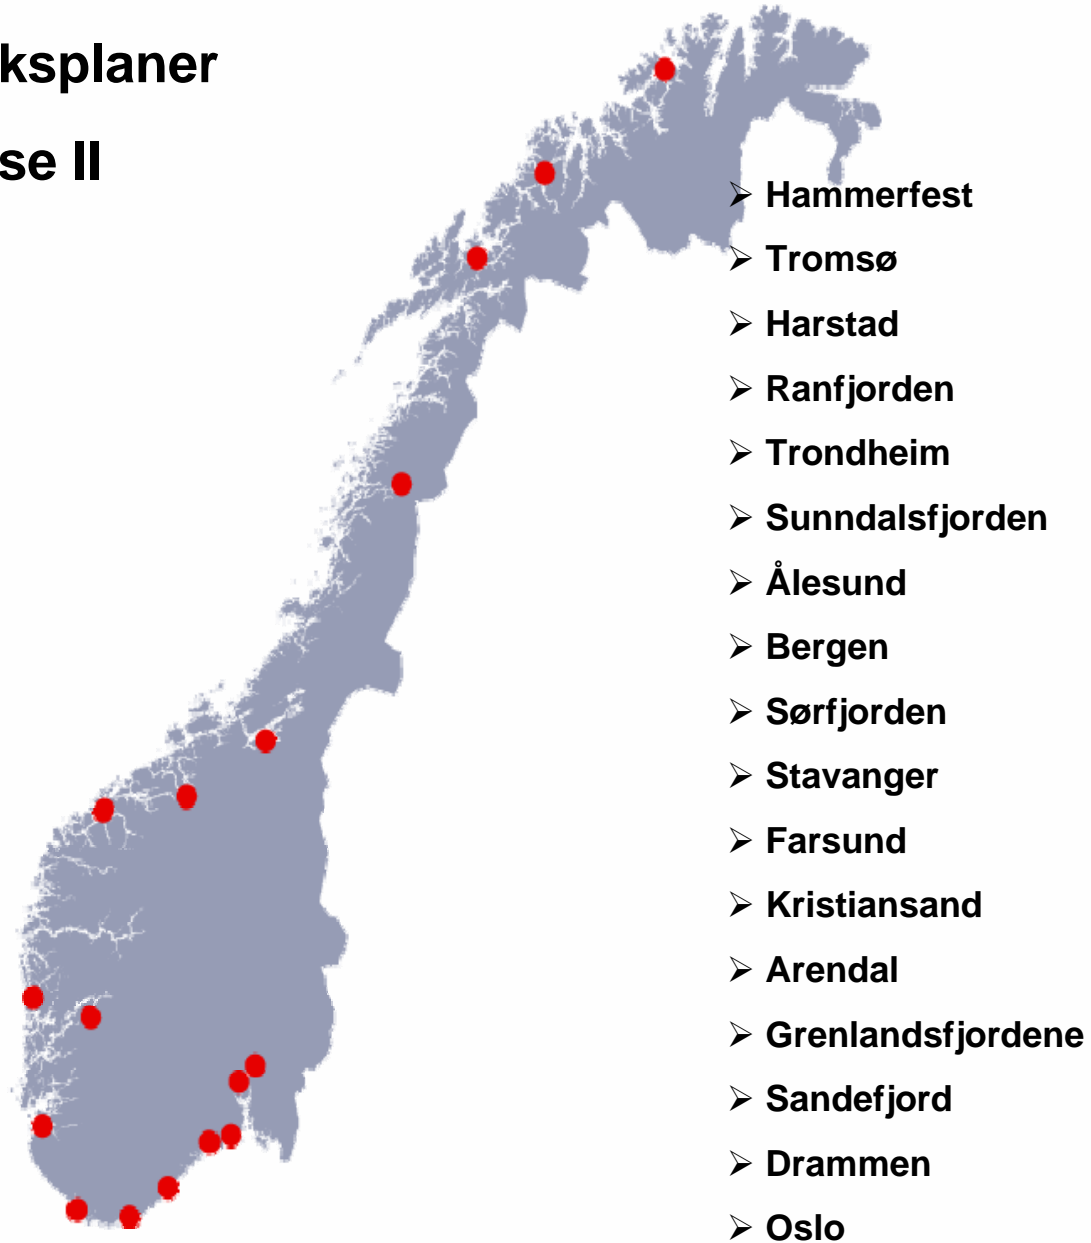 ksplaner
se II
➢ Hammerfest
➢ Tromsø
➢ Harstad
➢ Ranfjorden
➢ Trondheim
➢ Sunndalsfjorden
➢ Ålesund
➢ Bergen
➢ Sørfjorden
➢ Stavanger
➢ Farsund
➢ Kristiansand
➢ Arendal
➢ Grenlandsfjordene
➢ Sandefjord
➢ Drammen
➢ Oslo